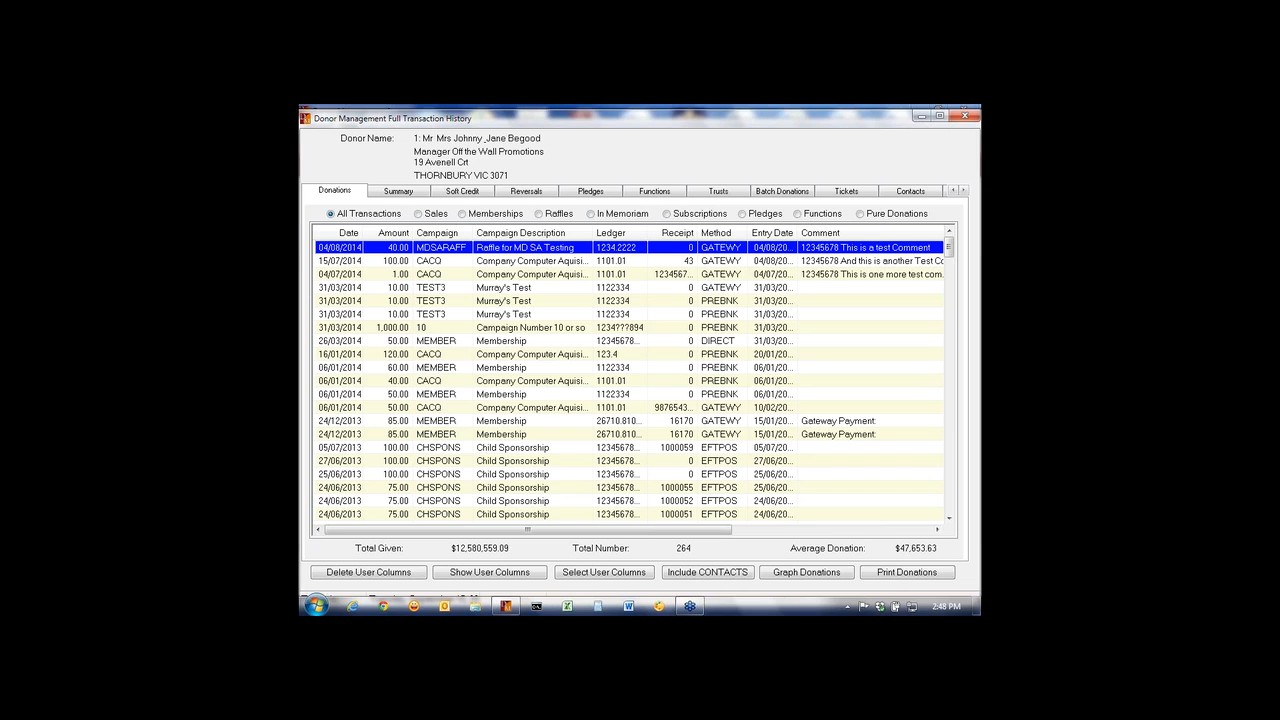 Donor Management Full Transaction History
Donor Name: 1: Mr Mrs Johnny_Jane Begood
Manager Off the Wall Promotions
19 Avenell Crt
THORNBURY VIC 3071
Donations Summary Soft Credit Reversals Pledges Functions Trusts Batch Donations Tickets Contacts
All Transactions Sales Memberships Raffles In Memoriam Subscriptions Pledges Functions Pure Donations
Date Amount Campaign Campaign Description Ledger Receipt Method Entry Date Comment
04/08/2014 40.00 MDSARAFF Raffle for MD SA Testing 1234.2222 0 GATEWY 04/08/20... 12345678 This is a test Comment
15/07/2014 100.00 CACQ Company Computer Aquisi... 1101.01 43 GATEWY 04/08/20... 12345678 And this is another Test Cc
04/07/2014 1.00 CACQ Company Computer Aquisi... 1101.01 1234567... GATEWY 04/07/20... 12345678 This is one more test com.
31/03/2014 10.00 TEST3 Murray's Test 1122334 0 GATEWY 31/03/20...
31/03/2014 10.00 TEST3 Murray's Test 1122334 0 PREBNK 31/03/20...
31/03/2014 10.00 TEST3 Murray's Test 1122334 0 PREBNK 31/03/20...
31/03/2014 1,000.00 10 Campaign Number 10 or so 1234???894 0 PREBNK 31/03/20...
26/03/2014 50.00 MEMBER Membership 12345678... 0 DIRECT 31/03/20...
16/01/2014 120.00 CACQ Company Computer Aquisi... 123.4 0 PREBNK 20/01/20...
06/01/2014 60.00 MEMBER Membership 1122334 0 PREBNK 06/01/20...
06/01/2014 40.00 CACQ Company Computer Aquisi... 1101.01 0 PREBNK 06/01/20...
06/01/2014 50.00 MEMBER Membership 1122334 0 PREBNK 06/01/20...
06/01/2014 50.00 CACQ Company Computer Aquisi... 1101.01 9876543... GATEWY 10/02/20...
24/12/2013 85.00 MEMBER Membership 26710.810... 16170 GATEWY 15/01/20... Gateway Payment:
24/12/2013 85.00 MEMBER Membership 26710.810... 16170 GATEWY 15/01/20... Gateway Payment:
05/07/2013 100.00 CHSPONS Child Sponsorship 12345678... 1000059 EFTPOS 05/07/20...
27/06/2013 100.00 CHSPONS Child Sponsorship 12345678... 0 EFTPOS 27/06/20...
25/06/2013 100.00 CHSPONS Child Sponsorship 12345678... 0 EFTPOS 25/06/20...
24/06/2013 75.00 CHSPONS Child Sponsorship 12345678... 1000055 EFTPOS 25/06/20...
24/06/2013 75.00 CHSPONS Child Sponsorship 12345678... 1000052 EFTPOS 24/06/20...
24/06/2013 75.00 CHSPONS Child Sponsorship 12345678... 1000051 EFTPOS 24/06/20...
Total Given: $12,580,559.09 Total Number: 264 Average Donation: $47,653.63
Delete User Columns Show User Columns Select User Columns Include CONTACTS Graph Donations Print Donations
2:48 PM